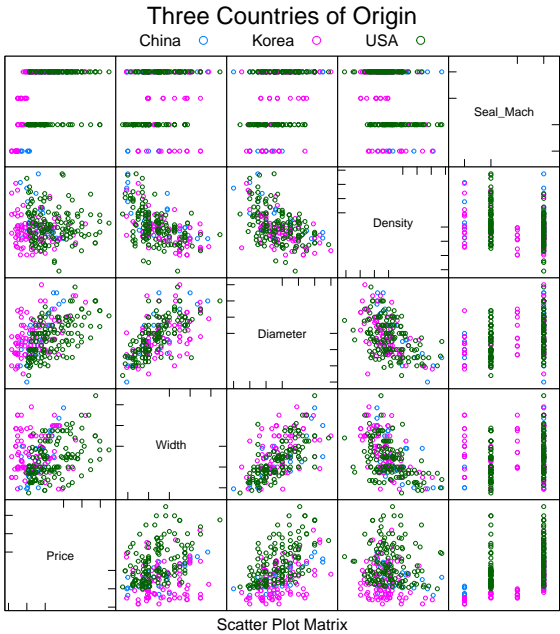 Three Countries of Origin
China Korea USA
Seal_Mach
Density
Diameter
Width
Price
Scatter Plot Matrix